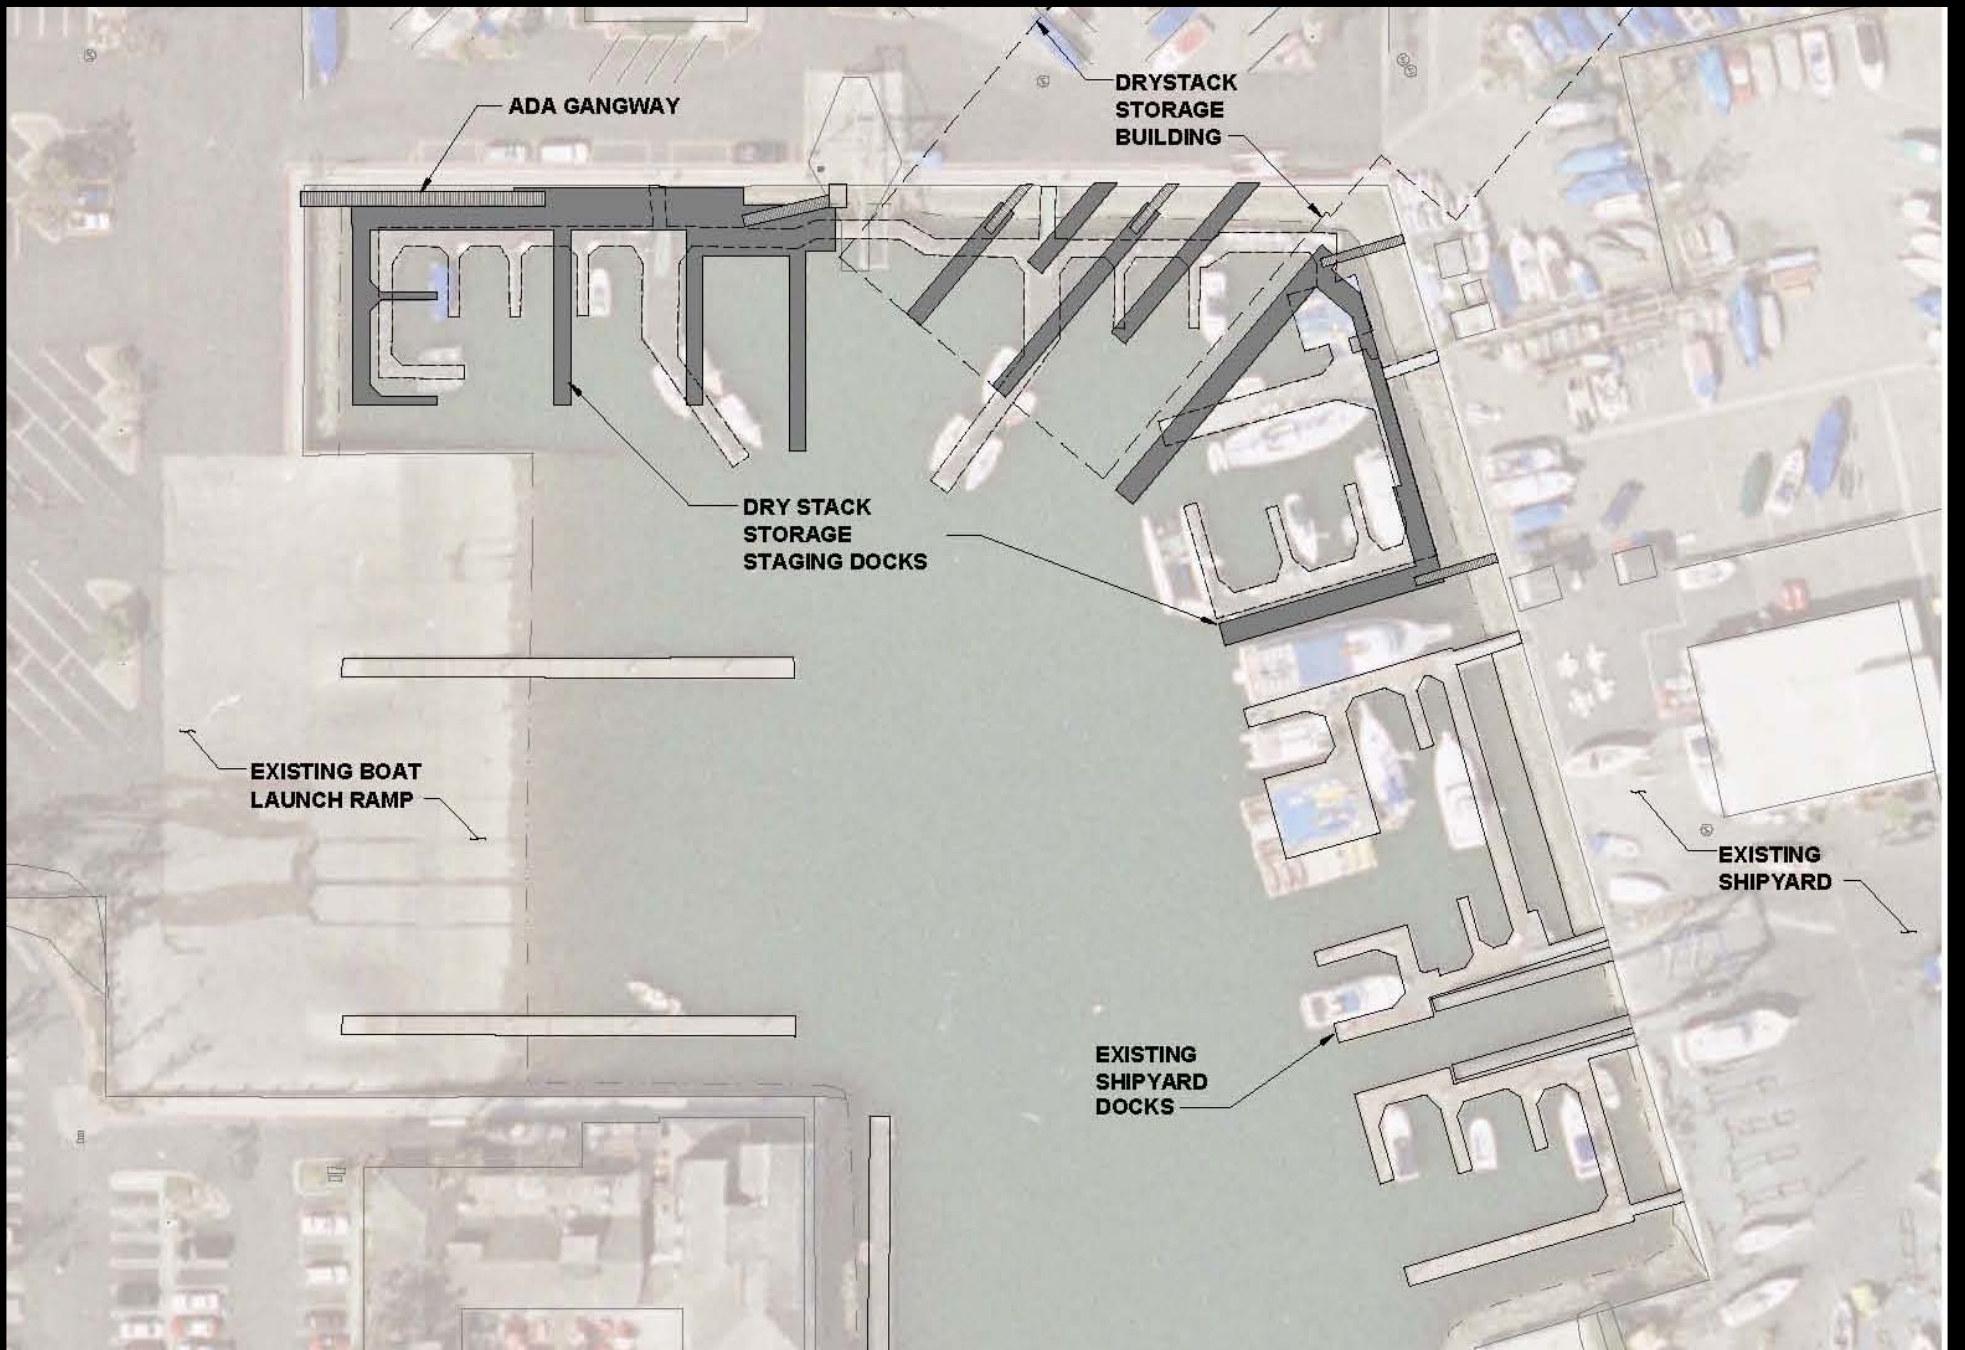 ADA GANGWAY
DRYSTACK
STORAGE
BUILDING
DRY STACK
STORAGE
STAGING DOCKS
EXISTING BOAT
LAUNCH RAMP
EXISTING
SHIPYARD
EXISTING
SHIPYARD
DOCKS